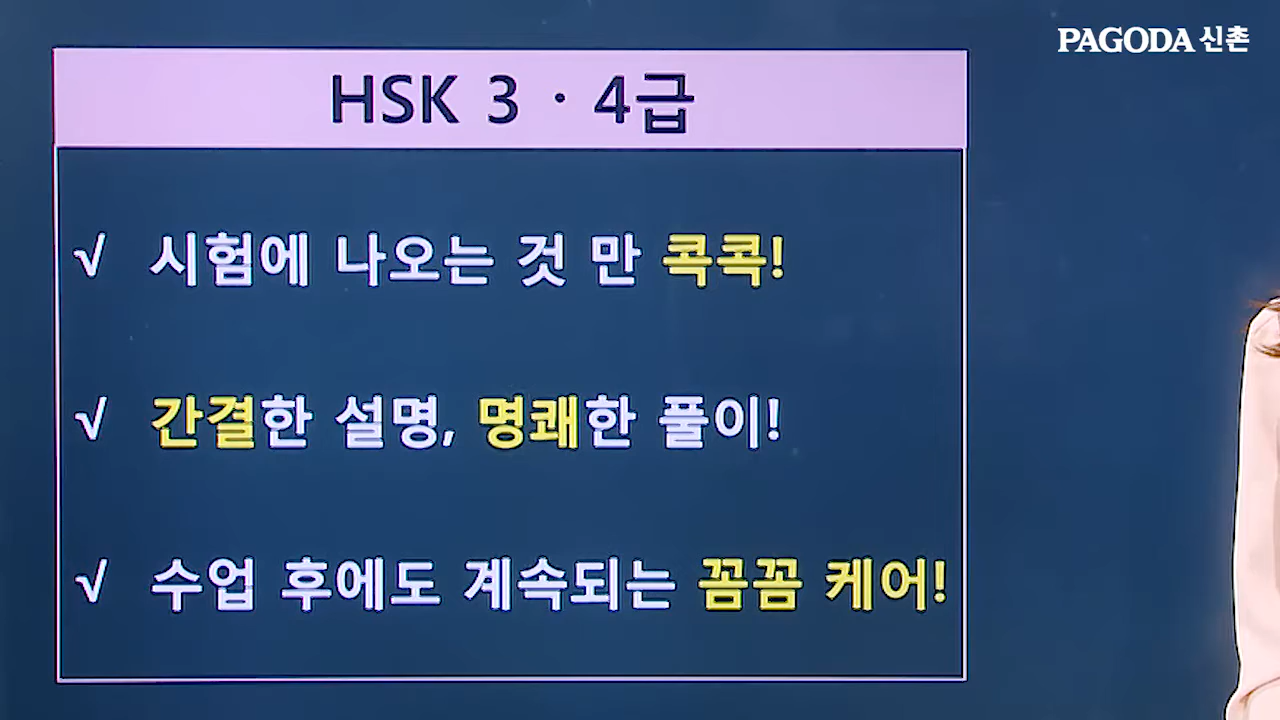 PAGODA 신촌
HSK 3 · 4급
√ 시험에 나오는 것 만 콕콕!
√ 간결한 설명, 명쾌한 풀이!
√ 수업 후에도 계속되는 꼼꼼 케어!